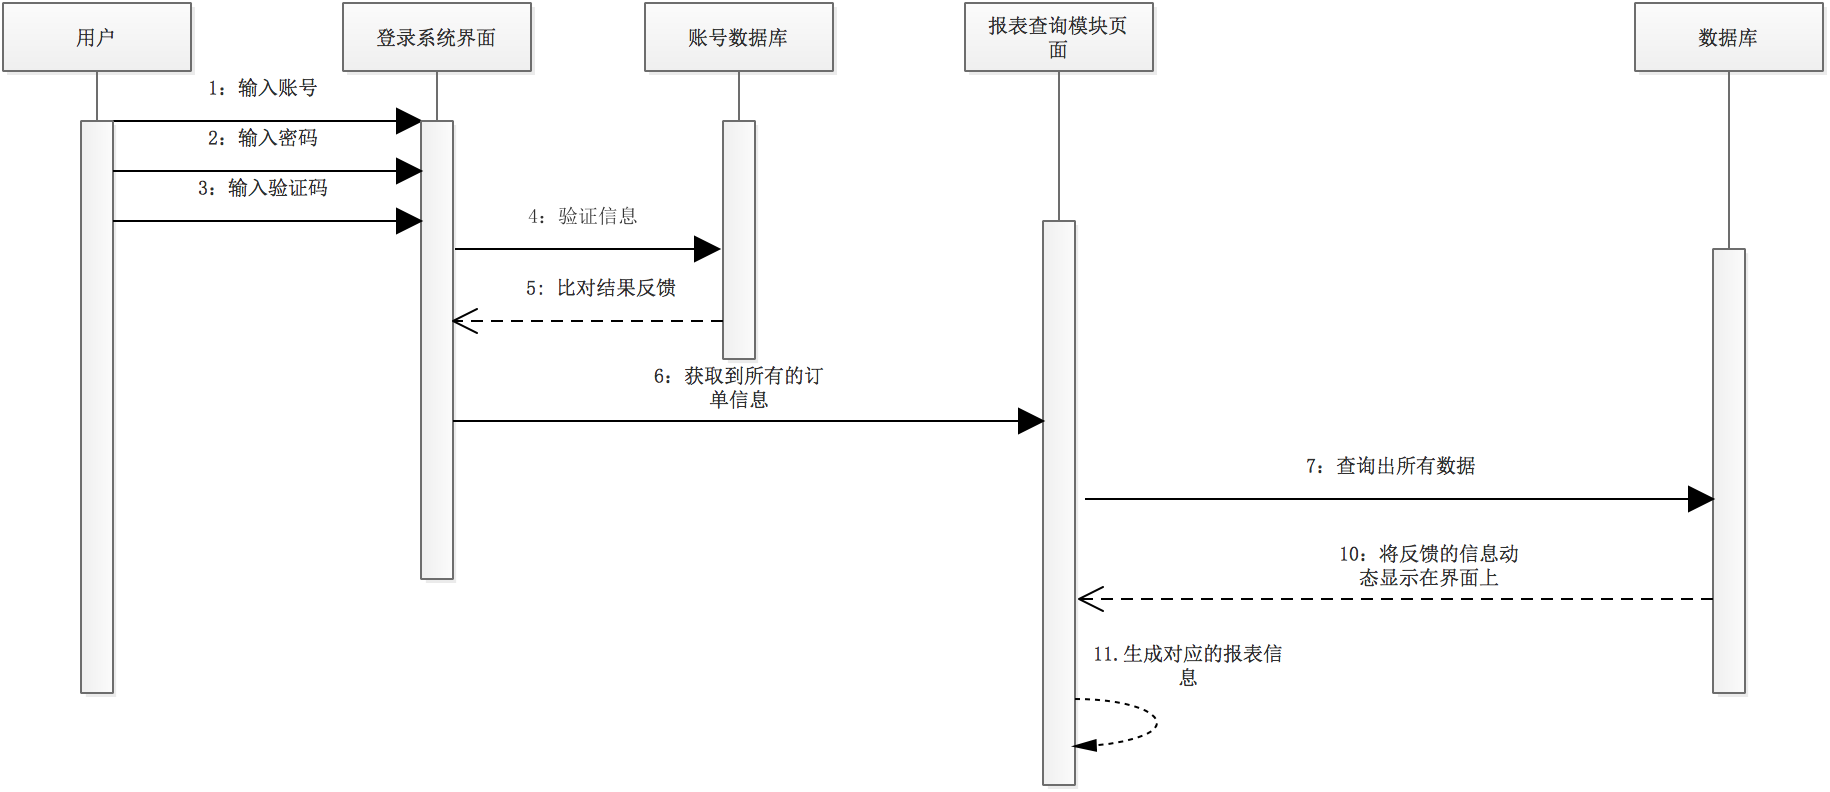 用户
登录系统界面
账号数据库
报表查询模块页
面
数据库
1: 输入账号
2: 输入密码
3: 输入验证码
4: 验证信息
5: 比对结果反馈
6: 获取到所有的订
单信息
7: 查询出所有数据
10: 将反馈的信息动
态显示在界面上
11.生成对应的报表信
息